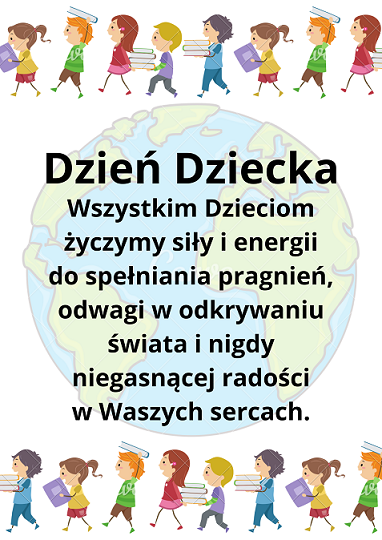 Dzień Dziecka
Wszystkim Dzieciom
życzymy siły i energii
do spełniania pragnień,
odwagi w odkrywaniu
świata i nigdy
niegasnącej radości
w Waszych sercach.